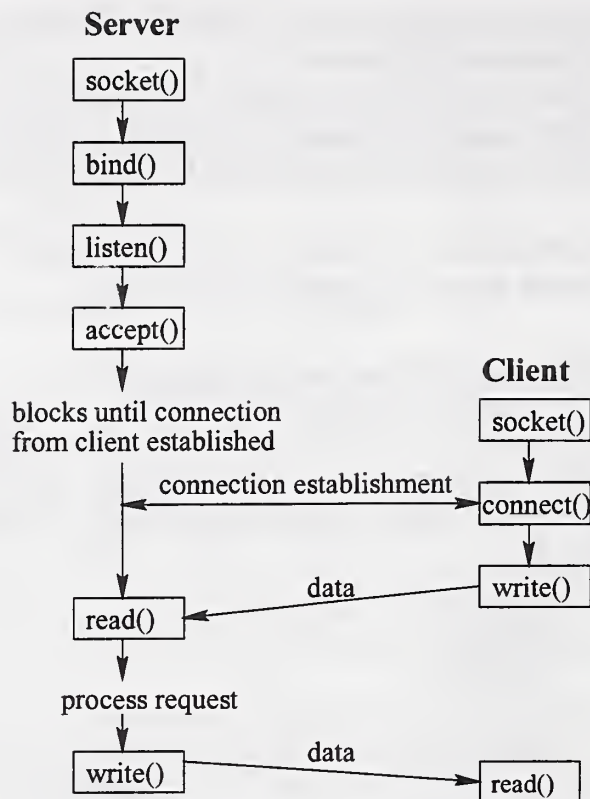 Server
socket()
bind()
listen()
accept()
blocks until connection
from client established
Client
socket()
connection establishment
connect()
data
write()
read()
process request
data
write()
read()